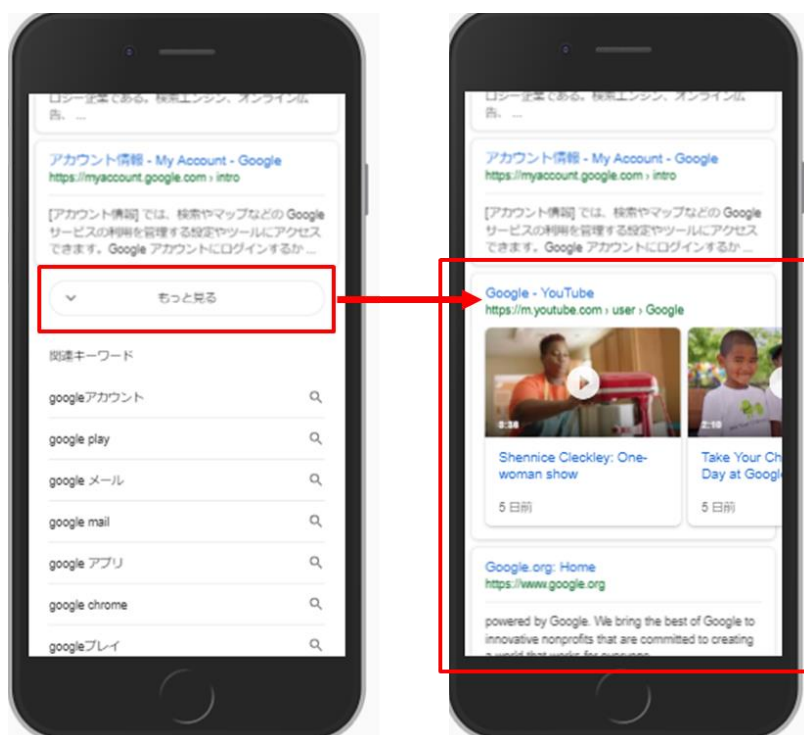 ロジー企業である。検索エンジン、オンライン広
告、 ...
アカウント情報 - My Account - Google
https://myaccount.google.com › intro
[アカウント情報] では、検索やマップなどの Google
サービスの利用を管理する設定やツールにアクセス
できます。Google アカウントにログインするか ...
もっと見る
関連キーワード
googleアカウント
google play
google メール
google mail
google アプリ
google chrome
googleプレイ
ロジー企業である。検索エンジン、オンライン広
告、 ...
アカウント情報 - My Account - Google
https://myaccount.google.com › intro
[アカウント情報] では、検索やマップなどの Google
サービスの利用を管理する設定やツールにアクセス
できます。Google アカウントにログインするか ...
Google - YouTube
https://m.youtube.com › user › Google
8:38
2:10
Shennice Cleckley: One-
woman show
5 日前
Take Your Ch
Day at Googl
5 日前
Google.org: Home
https://www.google.org
powered by Google. We bring the best of Google to
innovative nonprofits that are committed to creating
a world that works for everyone